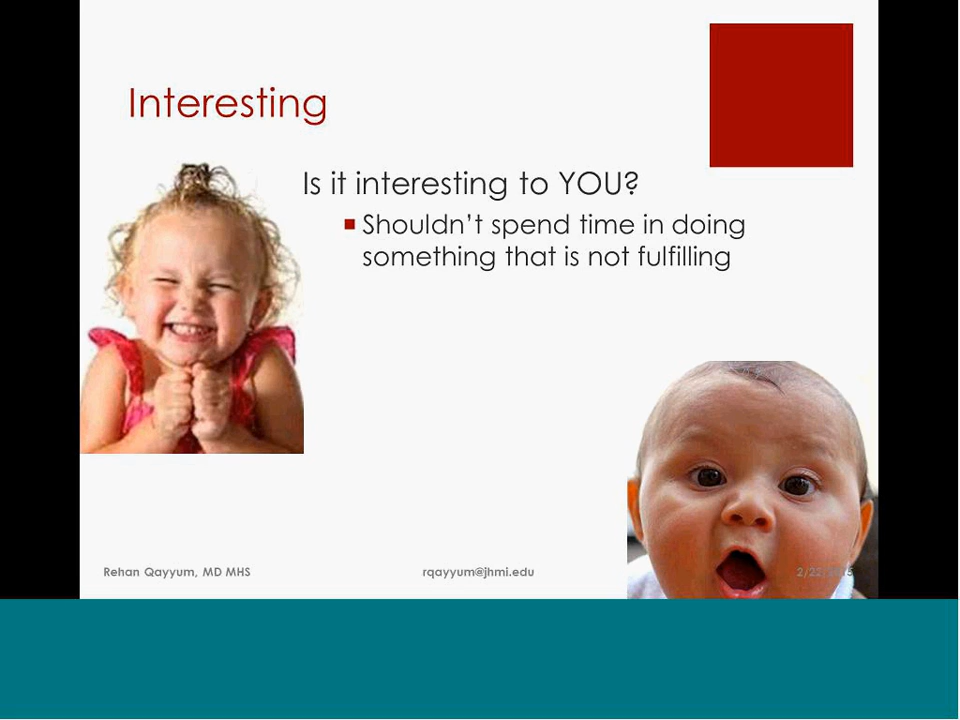 Interesting
Is it interesting to YOU?
Shouldn’t spend time in doing
something that is not fulfilling
Rehan Qayyum, MD MHS
rqayyum@jhmi.edu